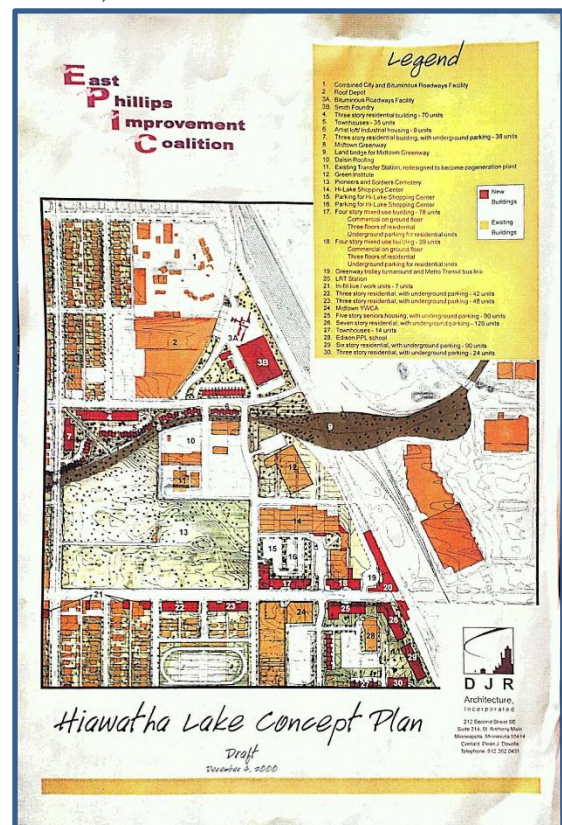 East
Phillips
Improvement
Coalition
Legend
1. Combined City and Bituminous Roadways Facility
2. Roof Depot
3A. Bituminous Roadways Facility
3B. Smith Foundry
4. Three story residential building - 70 units
5. Townhouses - 35 units
6. Artist loft/ Industrial housing - 9 units
7. Three story residential building, with underground parking - 38 units
8. Midtown Greenway
9. Land bridge for Midtown Greenway
10. Dalsin Roofing
11. Existing Transfer Station, redesigned to become cogeneration plant
12. Green Institute
13. Pioneers and Soldiers Cemetery
14. Hi-Lake Shopping Center
15. Parking for Hi-Lake Shopping Center
16. Parking for Hi-Lake Shopping Center
17. Four story mixed use building - 78 units
Commercial on ground floor
Three floors of residential
Underground parking for residential units
18. Four story mixed use building - 39 units
Commercial on ground floor
Three floors of residential
Underground parking for residential units
19. Greenway trolley turnaround and Metro Transit bus link
20. LRT Station
21. In-fill live / work units - 7 units
22. Three story residential, with underground parking - 42 units
23. Three story residential, with underground parking - 48 units
24. Midtown YWCA
25. Five story seniors housing, with underground parking - 90 units
26. Seven story residential, with underground parking - 126 units
27. Townhouses - 14 units
28. Edison PPL school
29. Six story residential, with underground parking - 90 units
30. Three story residential, with underground parking - 24 units
New
Buildings
Existing
Buildings
1
2
3A
3B
7
10
9
12
13
14
15
16
17
18
19
20
21
22
23
24
25
26
28
29
30
DJR
Architecture,
Incorporated
212 Second Street SE
Suite 314, St. Anthony Main
Minneapolis, Minnesota 55414
Contact: Dean J. Dovolis
Telephone 612
Hiawatha Lake Concept Plan
Draft
December 2000